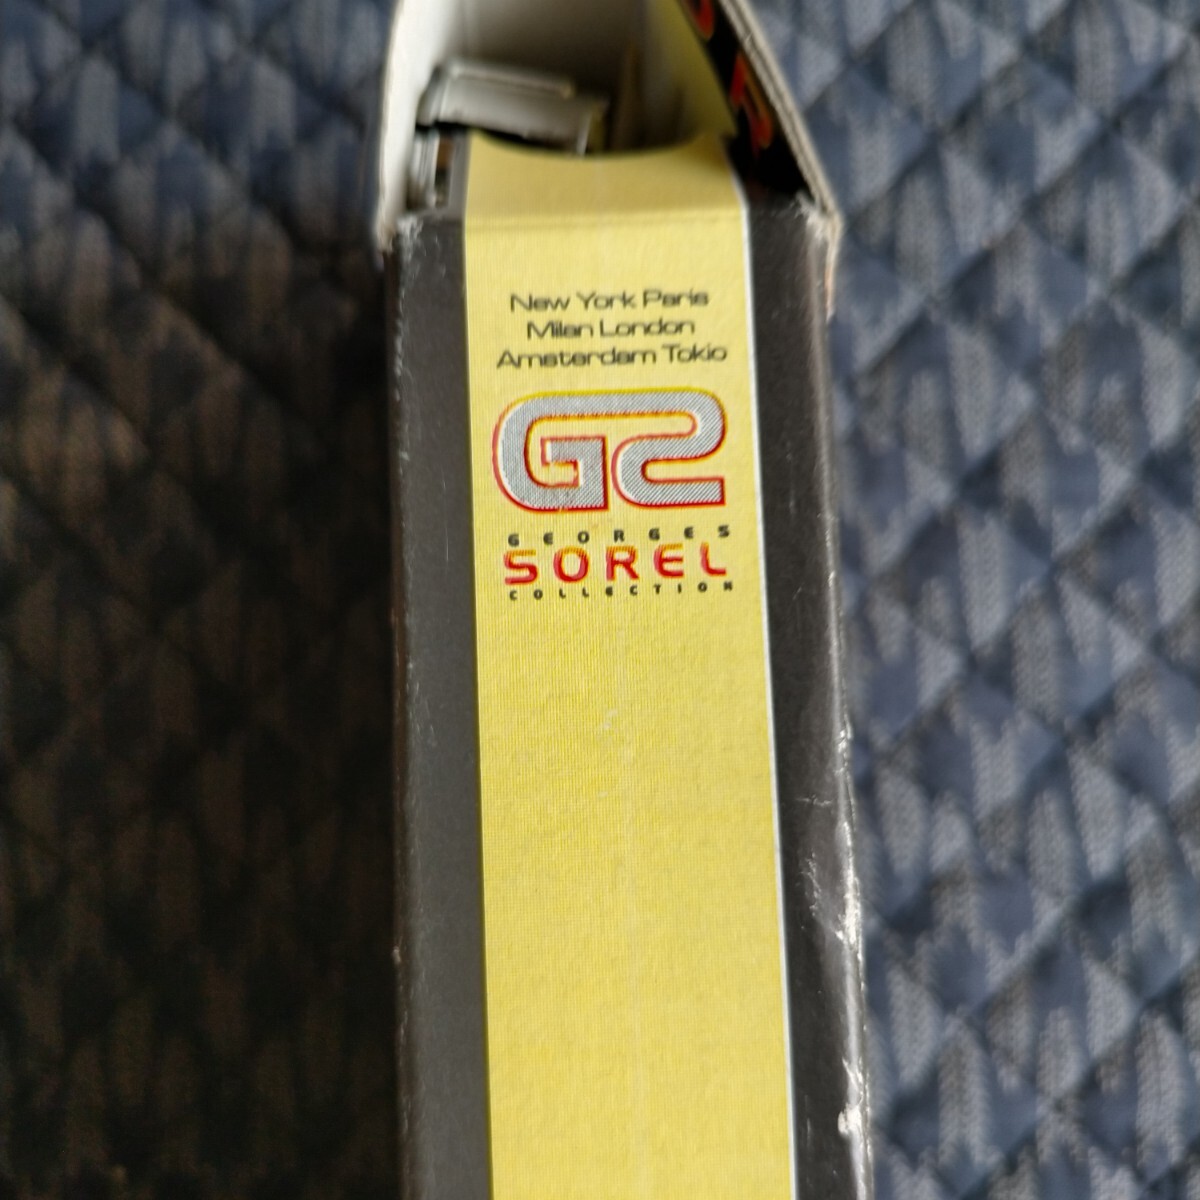 New York Paris
Milan London
Amsterdam Tokio
GS
GEORGES
SOREL
COLLECTION